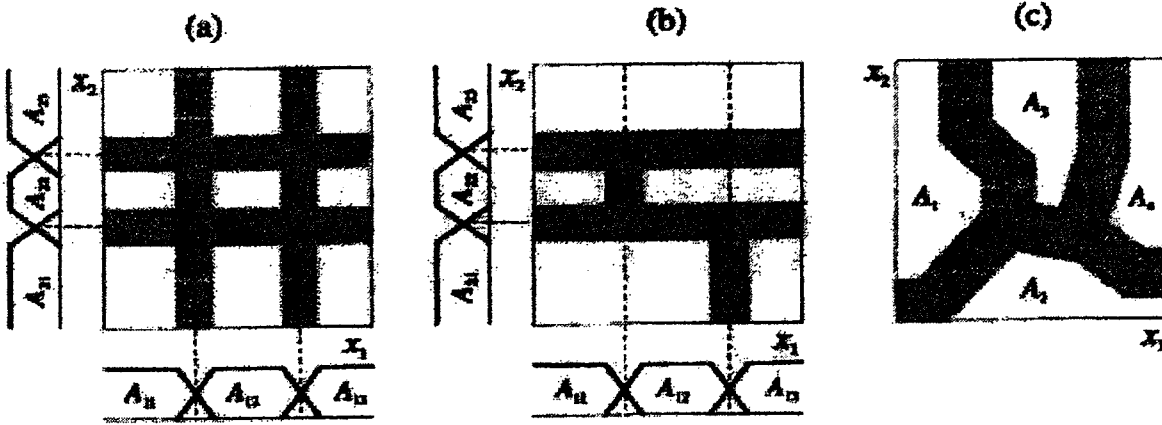 (a)
(b)
(c)
x₂
A₂₃
A₂₂
A₂₁
x₁
A₁₁
A₁₂
A₁₃
x₂
A₂₃
A₂₂
A₂₁
x₁
A₁₁
A₁₂
A₁₃
x₂
A₃
A₁
A₄
A₂
x₁